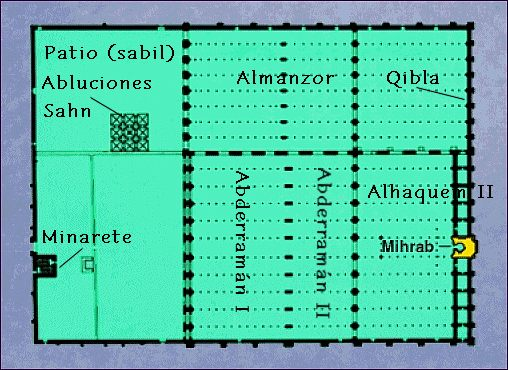 Patio (sabil)
Abluciones
Sahn
Almanzor
Qibla
Minarete
Abderramán I
Abderramán II
Alhaquem II
Mihrab